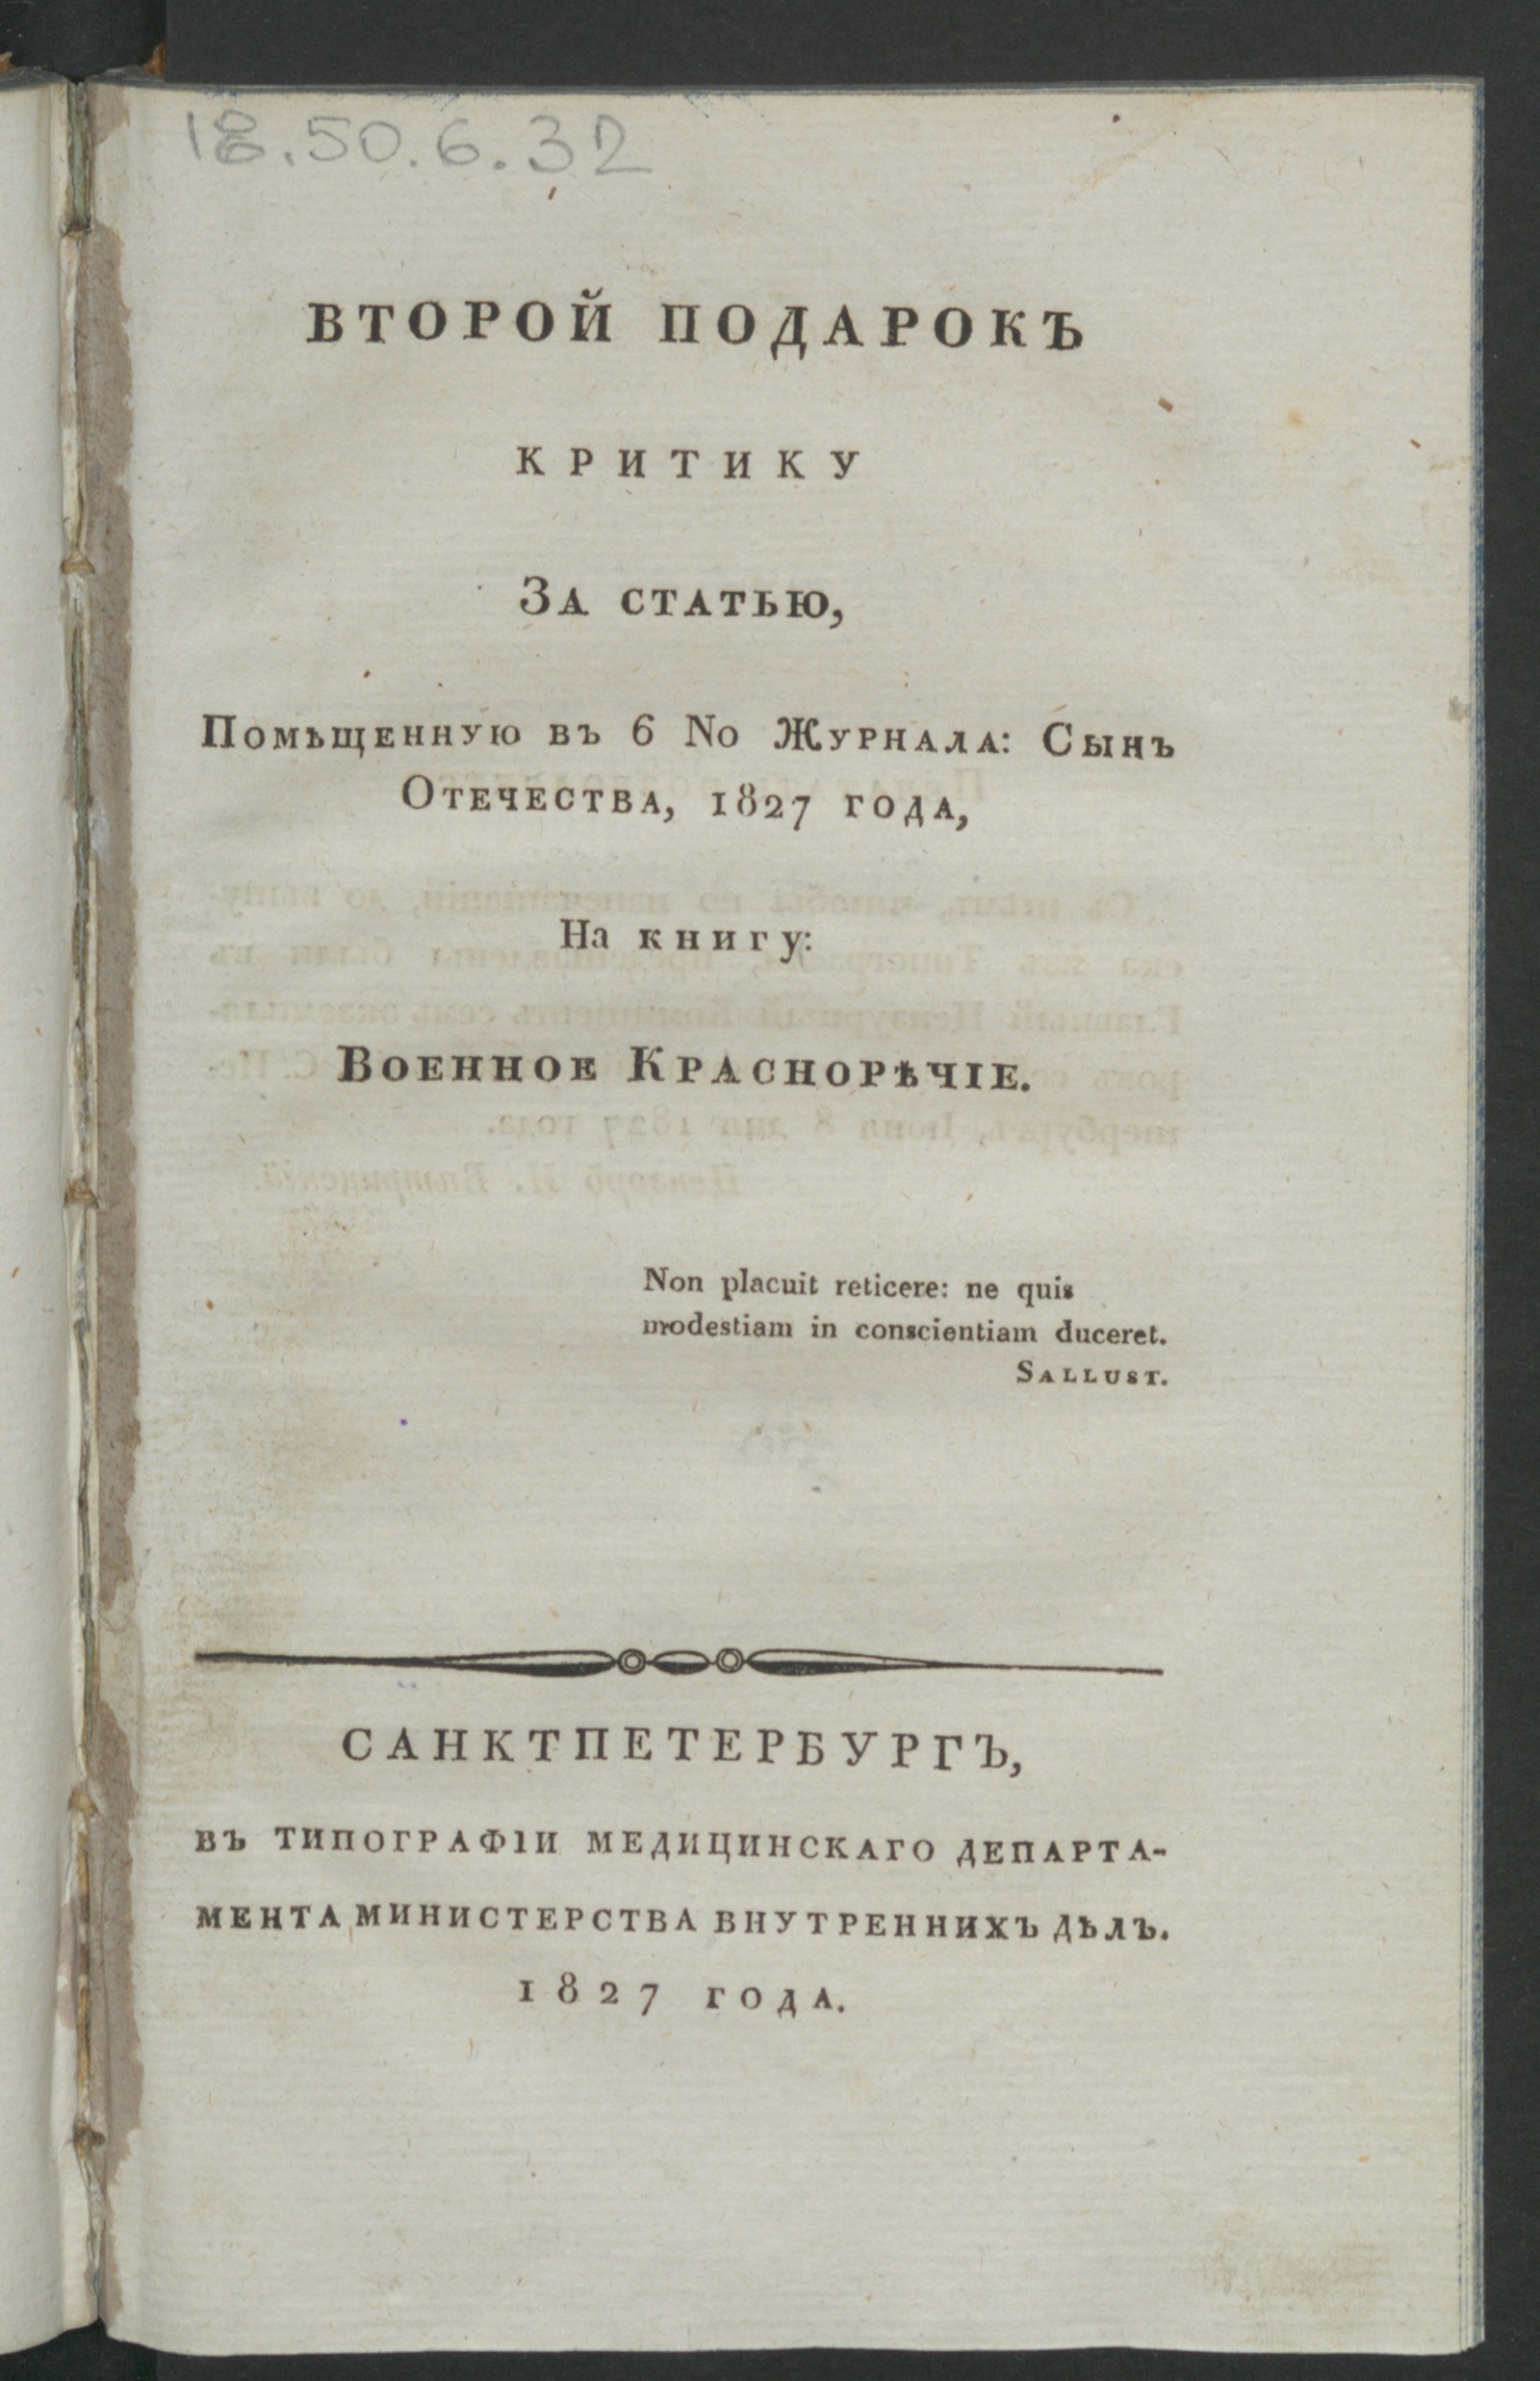 18.50.6.32
ВТОРОЙ ПОДАРОКЪ
КРИТИКУ
ЗА СТАТЬЮ,
ПОМѢЩЕННУЮ ВЪ 6 No ЖУРНАЛА: СЫНЪ
ОТЕЧЕСТВА, 1827 ГОДА,
На книгу:
ВОЕННОЕ КРАСНОРѢЧІЕ.
Non placuit reticere: ne quis
modestiam in conscientiam duceret.
SALLUST.
САНКТПЕТЕРБУРГЪ,
ВЪ ТИПОГРАФІИ МЕДИЦИНСКАГО ДЕПАРТА-
МЕНТА МИНИСТЕРСТВА ВНУТРЕННИХЪ ДѢЛЪ.
1827 ГОДА.